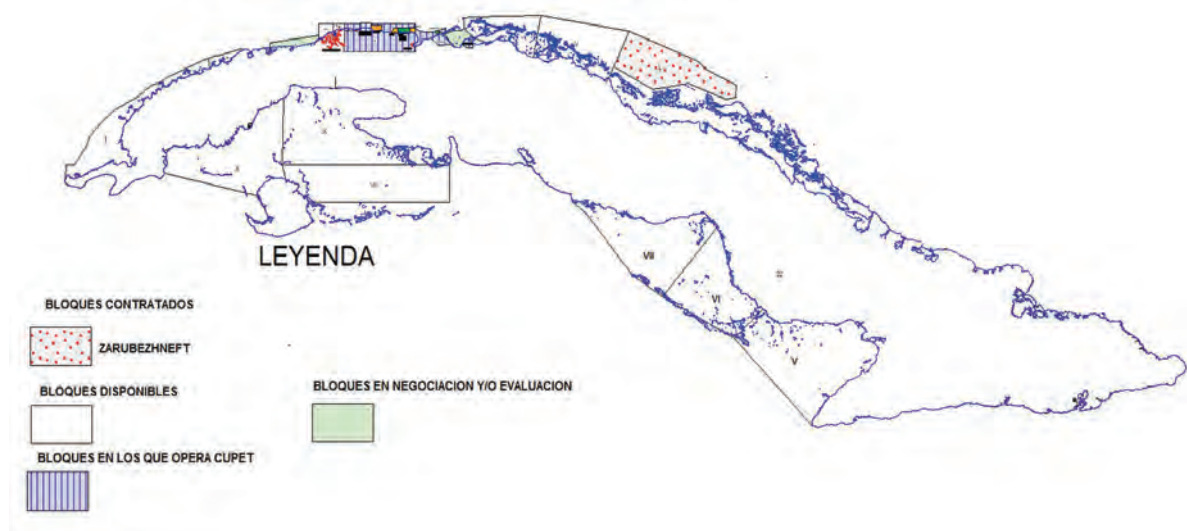 I
X
X
VII
VI
V
LEYENDA
BLOQUES CONTRATADOS
ZARUBEZHNEFT
BLOQUES DISPONIBLES
BLOQUES EN NEGOCIACION Y/O EVALUACION
BLOQUES EN LOS QUE OPERA CUPET